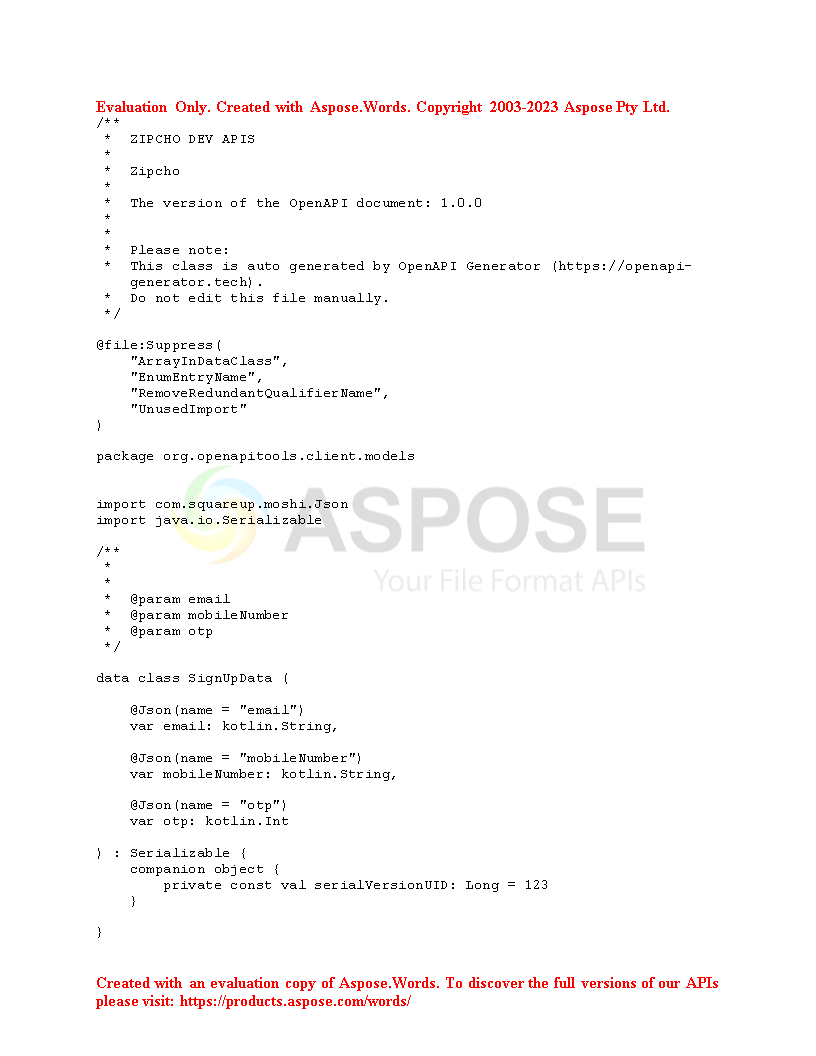 Evaluation Only. Created with Aspose.Words. Copyright 2003-2023 Aspose Pty Ltd.
/**
 *  ZIPCHO DEV APIS
 *
 *  Zipcho
 *
 *  The version of the OpenAPI document: 1.0.0
 *
 *
 *  Please note:
 *  This class is auto generated by OpenAPI Generator (https://openapi-
    generator.tech).
 *  Do not edit this file manually.
 */

@file:Suppress(
    "ArrayInDataClass",
    "EnumEntryName",
    "RemoveRedundantQualifierName",
    "UnusedImport"
)

package org.openapitools.client.models

import com.squareup.moshi.Json
import java.io.Serializable
ASPOSE
Your File Format APIs

/**
 *
 *
 *  @param email
 *  @param mobileNumber
 *  @param otp
 */

data class SignUpData (

    @Json(name = "email")
    var email: kotlin.String,

    @Json(name = "mobileNumber")
    var mobileNumber: kotlin.String,

    @Json(name = "otp")
    var otp: kotlin.Int

) : Serializable {
    companion object {
        private const val serialVersionUID: Long = 123
    }

}

Created with an evaluation copy of Aspose.Words. To discover the full versions of our APIs
please visit: https://products.aspose.com/words/